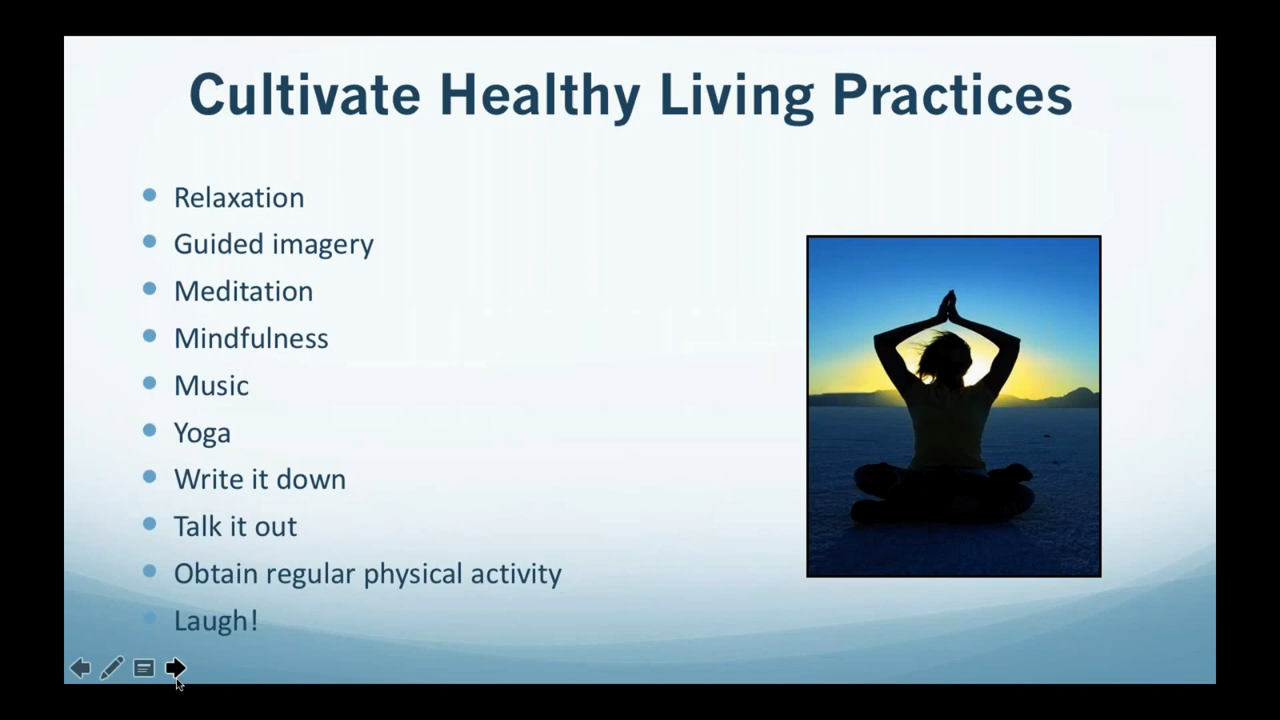 Cultivate Healthy Living Practices
Relaxation
Guided imagery
Meditation
Mindfulness
Music
Yoga
Write it down
Talk it out
Obtain regular physical activity
Laugh!